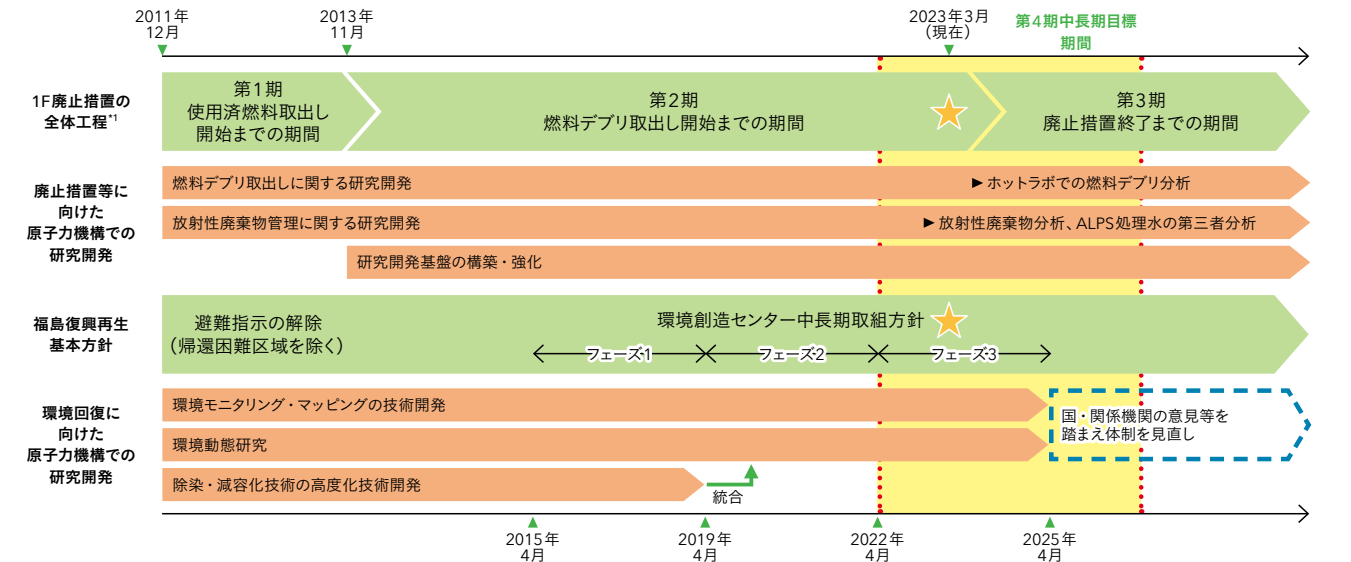 2011年
12月
2013年
11月
2023年3月
(現在)
第4期中長期目標
期間
1F廃止措置の
全体工程*1
第1期
使用済燃料取出し
開始までの期間
第2期
燃料デブリ取出し開始までの期間
第3期
廃止措置終了までの期間
廃止措置等に
向けた
原子力機構での
研究開発
燃料デブリ取出しに関する研究開発
▶ホットラボでの燃料デブリ分析
放射性廃棄物管理に関する研究開発
▶放射性廃棄物分析、ALPS処理水の第三者分析
研究開発基盤の構築・強化
福島復興再生
基本方針
避難指示の解除
(帰還困難区域を除く)
環境創造センター中長期取組方針
フェーズ1
フェーズ2
フェーズ3
環境回復に
向けた
原子力機構での
研究開発
環境モニタリング・マッピングの技術開発
環境動態研究
除染・減容化技術の高度化技術開発
統合
国・関係機関の意見等を
踏まえ体制を見直し
2015年
4月
2019年
4月
2022年
4月
2025年
4月